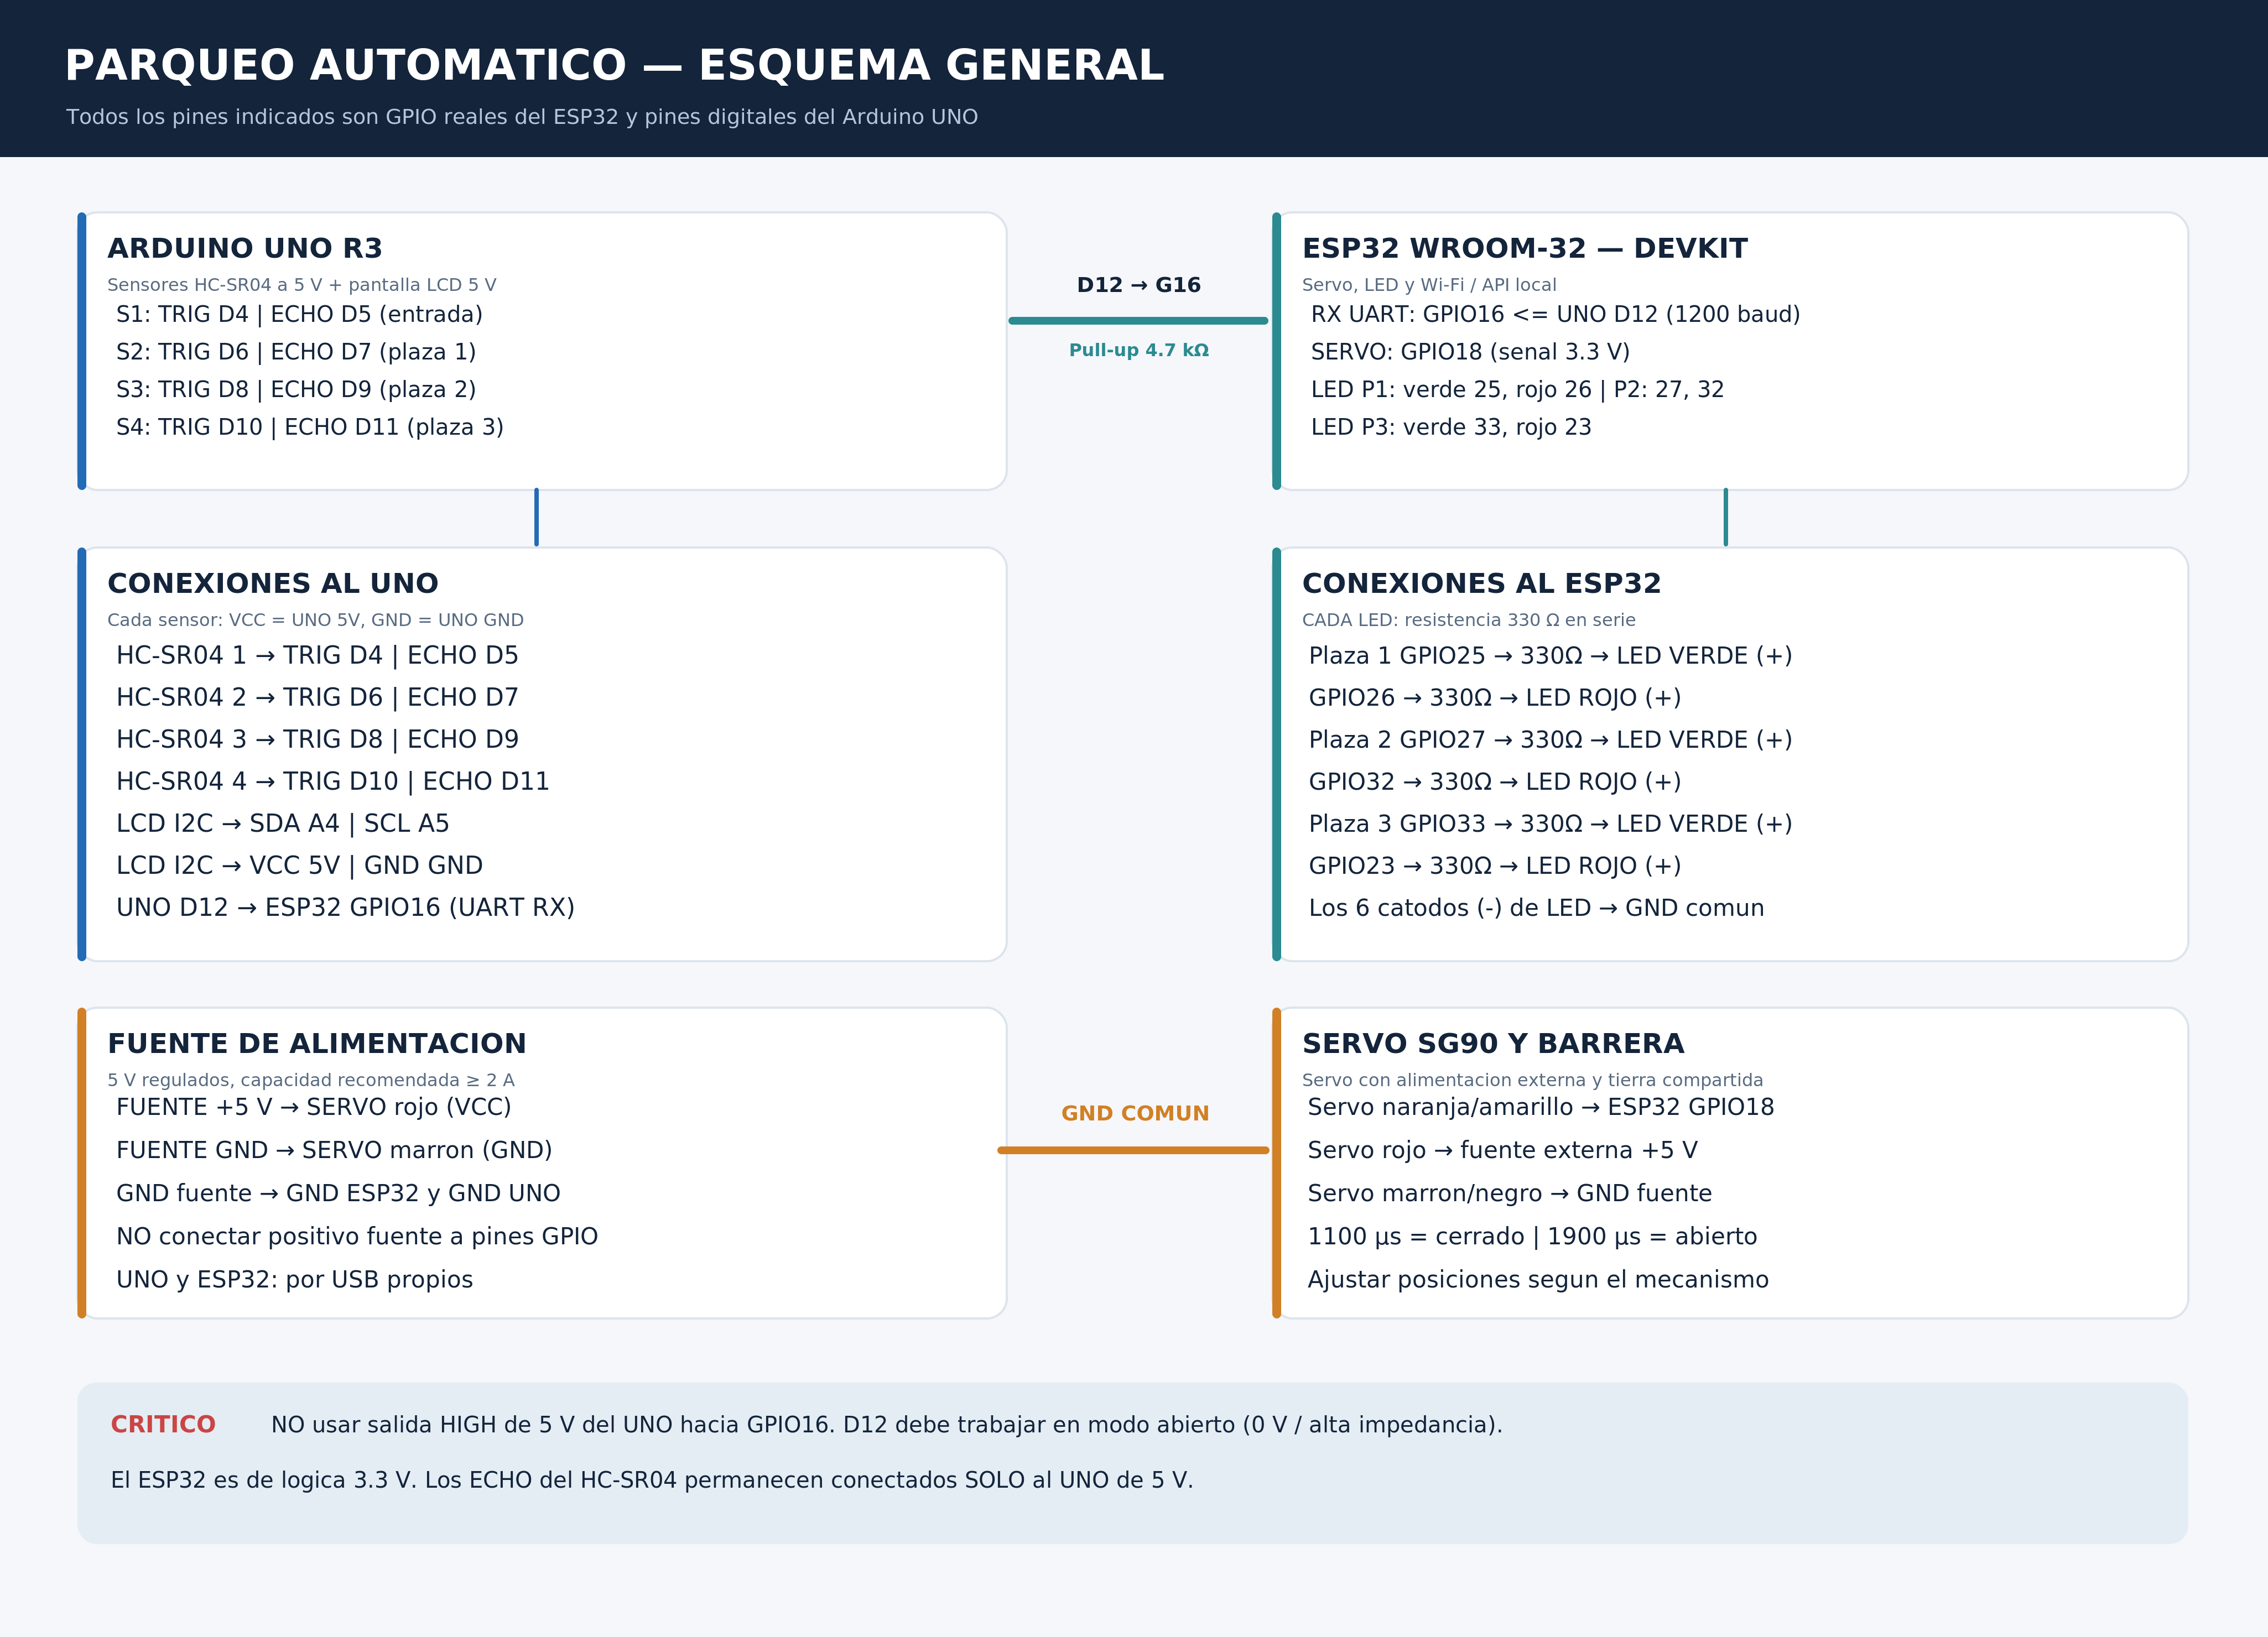 PARQUEO AUTOMATICO — ESQUEMA GENERAL
Todos los pines indicados son GPIO reales del ESP32 y pines digitales del Arduino UNO
ARDUINO UNO R3
Sensores HC-SR04 a 5 V + pantalla LCD 5 V
S1: TRIG D4 | ECHO D5 (entrada)
S2: TRIG D6 | ECHO D7 (plaza 1)
S3: TRIG D8 | ECHO D9 (plaza 2)
S4: TRIG D10 | ECHO D11 (plaza 3)
D12 → G16
Pull-up 4.7 kΩ
ESP32 WROOM-32 — DEVKIT
Servo, LED y Wi-Fi / API local
RX UART: GPIO16 <= UNO D12 (1200 baud)
SERVO: GPIO18 (senal 3.3 V)
LED P1: verde 25, rojo 26 | P2: 27, 32
LED P3: verde 33, rojo 23
CONEXIONES AL UNO
Cada sensor: VCC = UNO 5V, GND = UNO GND
HC-SR04 1 → TRIG D4 | ECHO D5
HC-SR04 2 → TRIG D6 | ECHO D7
HC-SR04 3 → TRIG D8 | ECHO D9
HC-SR04 4 → TRIG D10 | ECHO D11
LCD I2C → SDA A4 | SCL A5
LCD I2C → VCC 5V | GND GND
UNO D12 → ESP32 GPIO16 (UART RX)
CONEXIONES AL ESP32
CADA LED: resistencia 330 Ω en serie
Plaza 1 GPIO25 → 330Ω → LED VERDE (+)
GPIO26 → 330Ω → LED ROJO (+)
Plaza 2 GPIO27 → 330Ω → LED VERDE (+)
GPIO32 → 330Ω → LED ROJO (+)
Plaza 3 GPIO33 → 330Ω → LED VERDE (+)
GPIO23 → 330Ω → LED ROJO (+)
Los 6 catodos (-) de LED → GND comun
FUENTE DE ALIMENTACION
5 V regulados, capacidad recomendada ≥ 2 A
FUENTE +5 V → SERVO rojo (VCC)
FUENTE GND → SERVO marron (GND)
GND fuente → GND ESP32 y GND UNO
NO conectar positivo fuente a pines GPIO
UNO y ESP32: por USB propios
GND COMUN
SERVO SG90 Y BARRERA
Servo con alimentacion externa y tierra compartida
Servo naranja/amarillo → ESP32 GPIO18
Servo rojo → fuente externa +5 V
Servo marron/negro → GND fuente
1100 µs = cerrado | 1900 µs = abierto
Ajustar posiciones segun el mecanismo
CRITICO NO usar salida HIGH de 5 V del UNO hacia GPIO16. D12 debe trabajar en modo abierto (0 V / alta impedancia).
El ESP32 es de logica 3.3 V. Los ECHO del HC-SR04 permanecen conectados SOLO al UNO de 5 V.